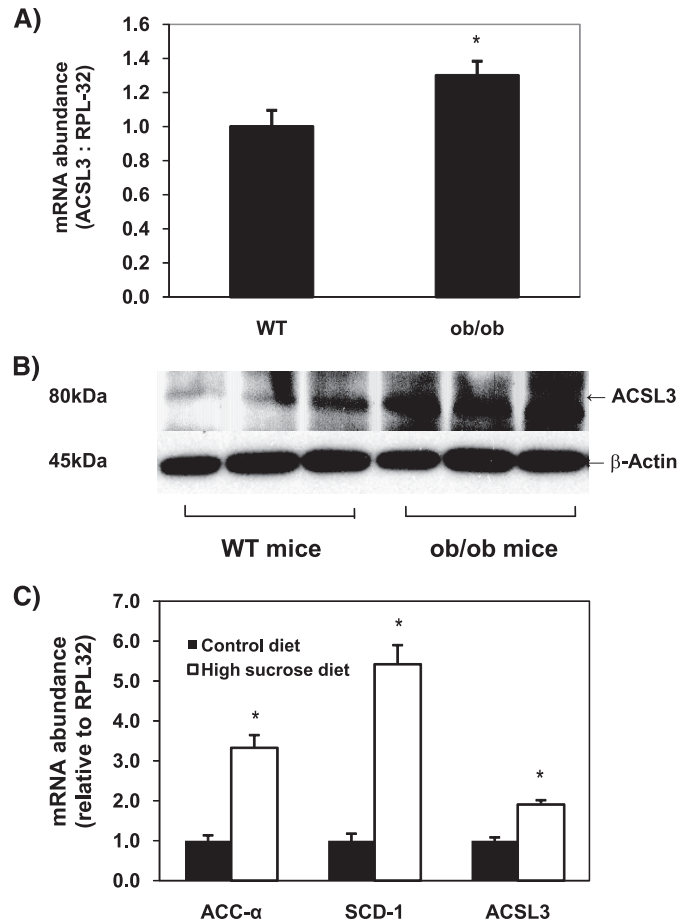 A)
mRNA abundance
(ACSL3 : RPL-32)
1.6
1.4
1.2
1.0
0.8
0.6
0.4
0.2
0.0
*
WT
ob/ob
B)
80kDa
← ACSL3
45kDa
← β-Actin
WT mice
ob/ob mice
C)
mRNA abundance
(relative to RPL32)
7.0
6.0
5.0
4.0
3.0
2.0
1.0
0.0
Control diet
High sucrose diet
*
*
*
ACC-α
SCD-1
ACSL3